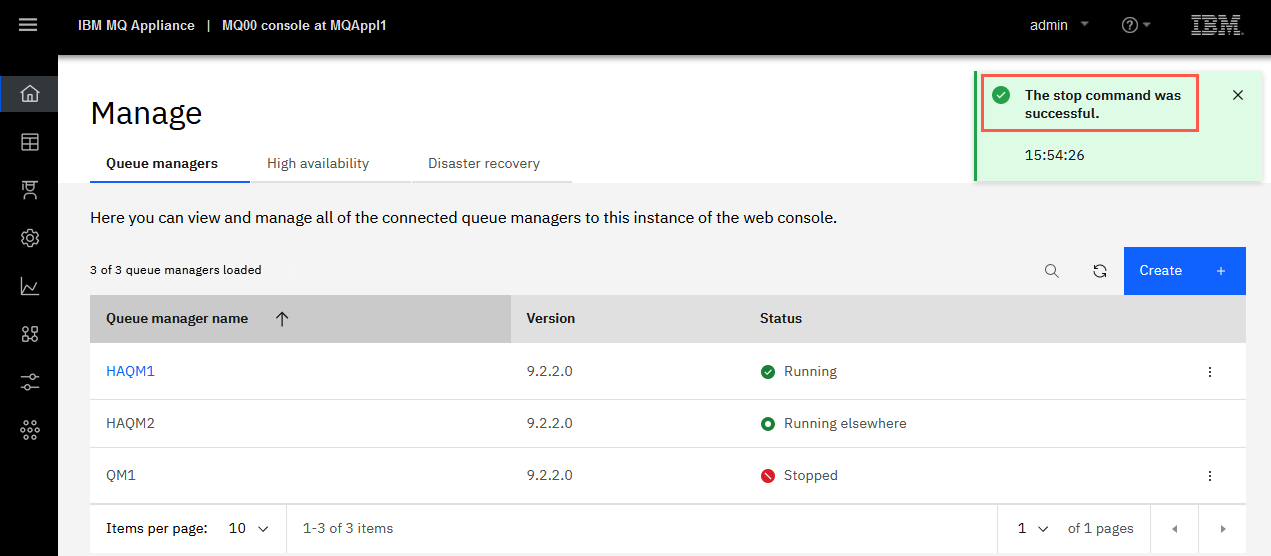 IBM MQ Appliance | MQ00 console at MQAppl1
admin
IBM
The stop command was
successful.
15:54:26
Manage
Queue managers High availability Disaster recovery
Here you can view and manage all of the connected queue managers to this instance of the web console.
3 of 3 queue managers loaded
Create +
Queue manager name Version Status
HAQM1 9.2.2.0 Running
HAQM2 9.2.2.0 Running elsewhere
QM1 9.2.2.0 Stopped
Items per page: 10 1-3 of 3 items 1 of 1 pages